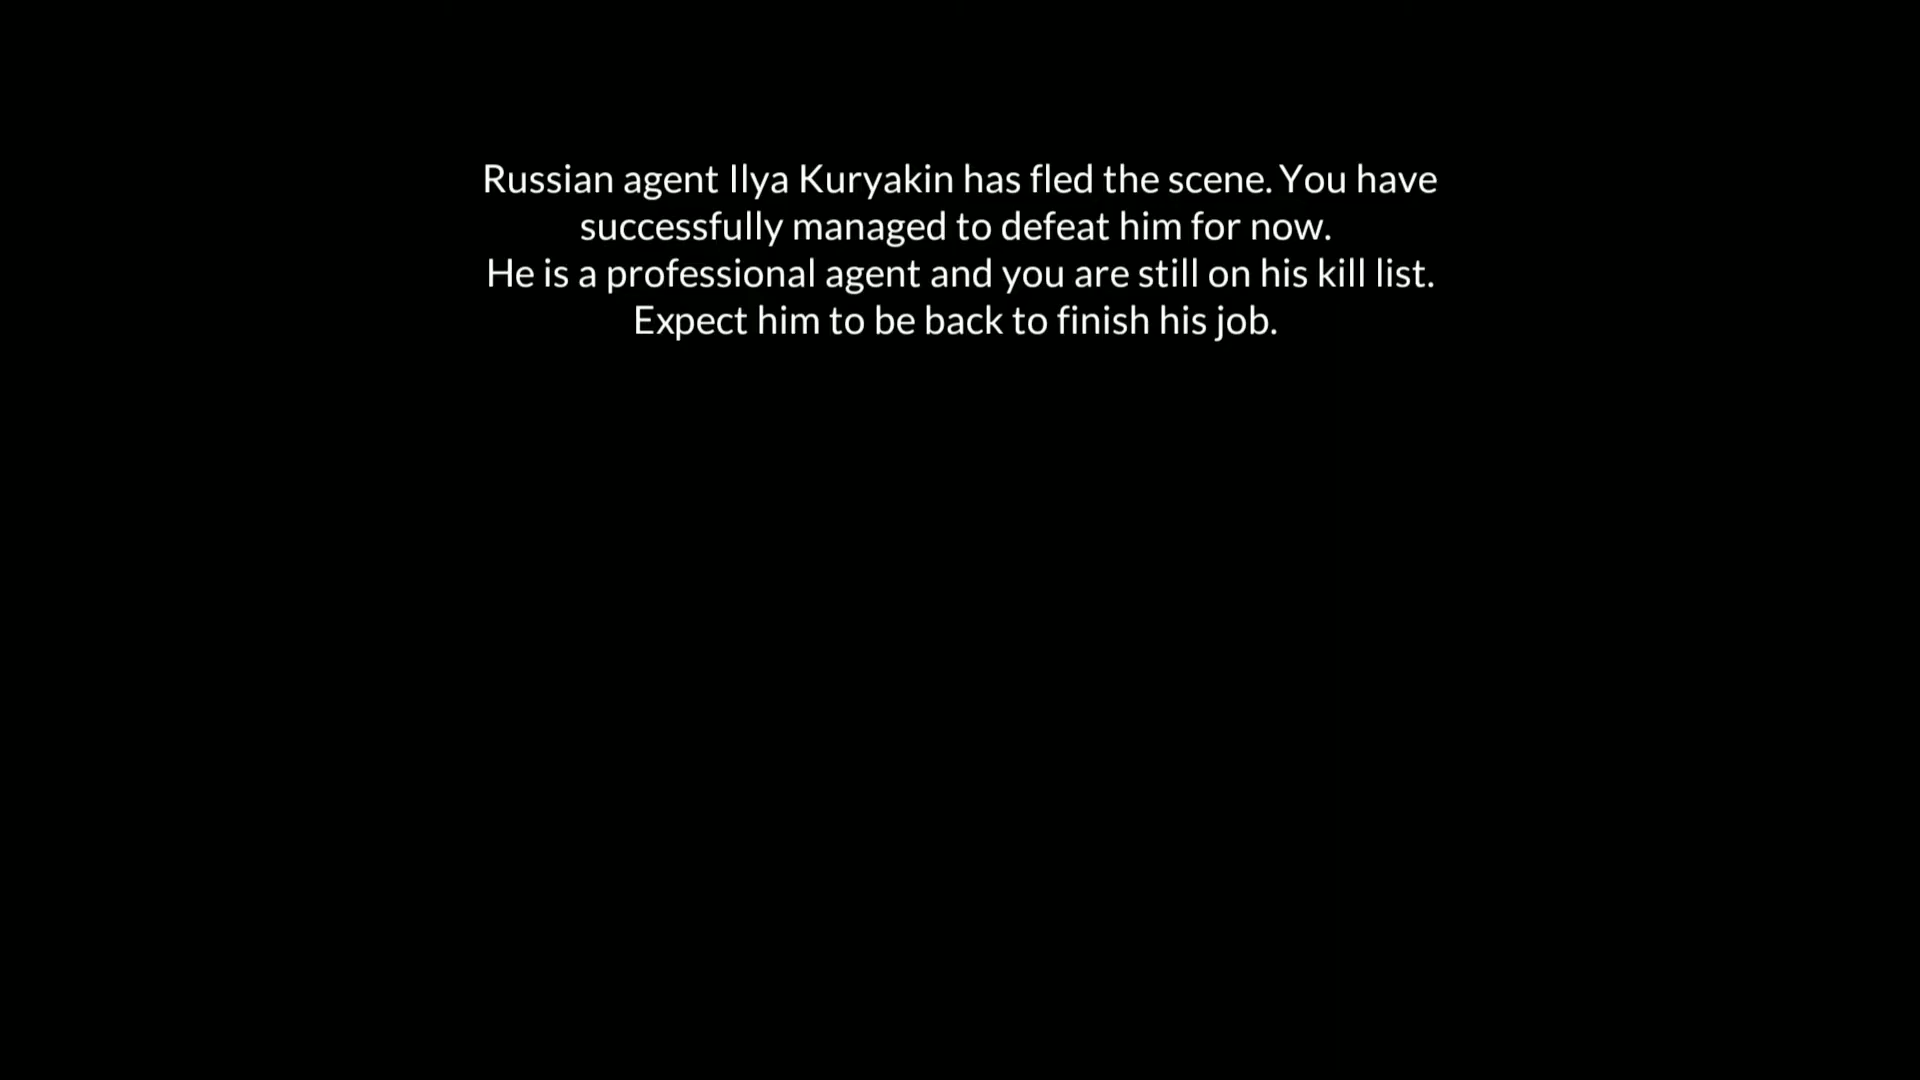 Russian agent Ilya Kuryakin has fled the scene. You have
successfully managed to defeat him for now.
He is a professional agent and you are still on his kill list.
Expect him to be back to finish his job.